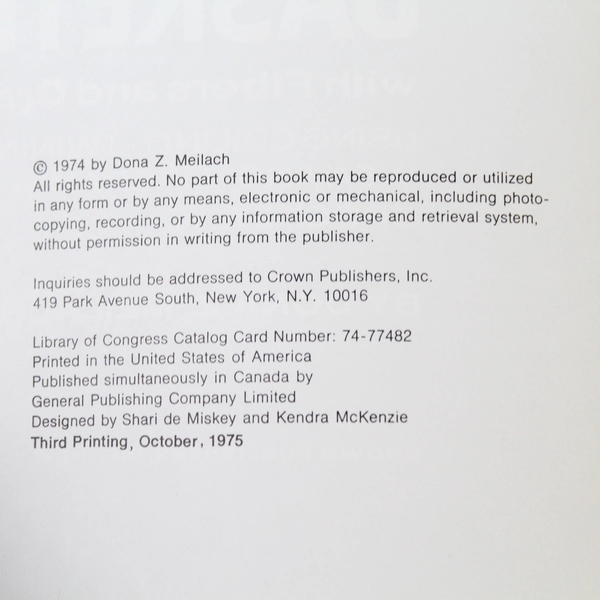 © 1974 by Dona Z. Meilach
All rights reserved. No part of this book may be reproduced or utilized
in any form or by any means, electronic or mechanical, including photo-
copying, recording, or by any information storage and retrieval system,
without permission in writing from the publisher.
Inquiries should be addressed to Crown Publishers, Inc.
419 Park Avenue South, New York, N.Y. 10016
Library of Congress Catalog Card Number: 74-77482
Printed in the United States of America
Published simultaneously in Canada by
General Publishing Company Limited
Designed by Shari de Miskey and Kendra McKenzie
Third Printing, October, 1975